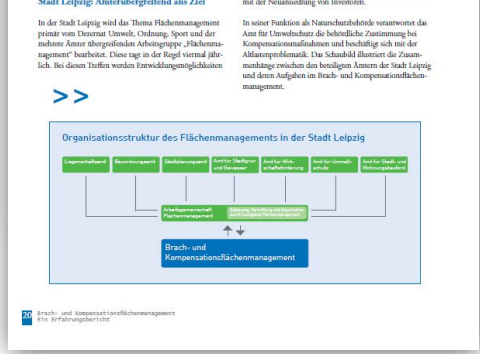 Stadt Leipzig: Ämterübergreifend ans Ziel
In der Stadt Leipzig wird das Thema Flächenmanagement
primär vom Dezernat Umwelt, Ordnung, Sport und der
mehrere Ämter übergreifenden Arbeitsgruppe „Flächenma-
nagement“ bearbeitet. Diese tagt in der Regel viermal jähr-
lich. Bei diesen Treffen werden Entwicklungsmöglichkeiten
mit der Neuansiedlung von Investoren.
In seiner Funktion als Naturschutzbehörde verantwortet das
Amt für Umweltschutz die behördliche Zustimmung bei
Kompensationsmaßnahmen und beschäftigt sich mit der
Altlastenproblematik. Das Schaubild illustriert die Zusam-
menhänge zwischen den beteiligten Ämtern der Stadt Leipzig
und deren Aufgaben im Brach- und Kompensationsflächen-
management.
>>
Organisationsstruktur des Flächenmanagements in der Stadt Leipzig
Liegenschaftsamt
Bauordnungsamt
Stadtplanungsamt
Amt für Stadtgrün
und Gewässer
Amt für Wirt-
schaftsförderung
Amt für Umwelt-
schutz
Amt für Stadt- und
Wohnungsbauförd.
Arbeitsgemeinschaft
Flächenmanagement
Brach- und
Kompensationsflächenmanagement
20
Brach- und Kompensationsflächenmanagement
Ein Erfahrungsbericht